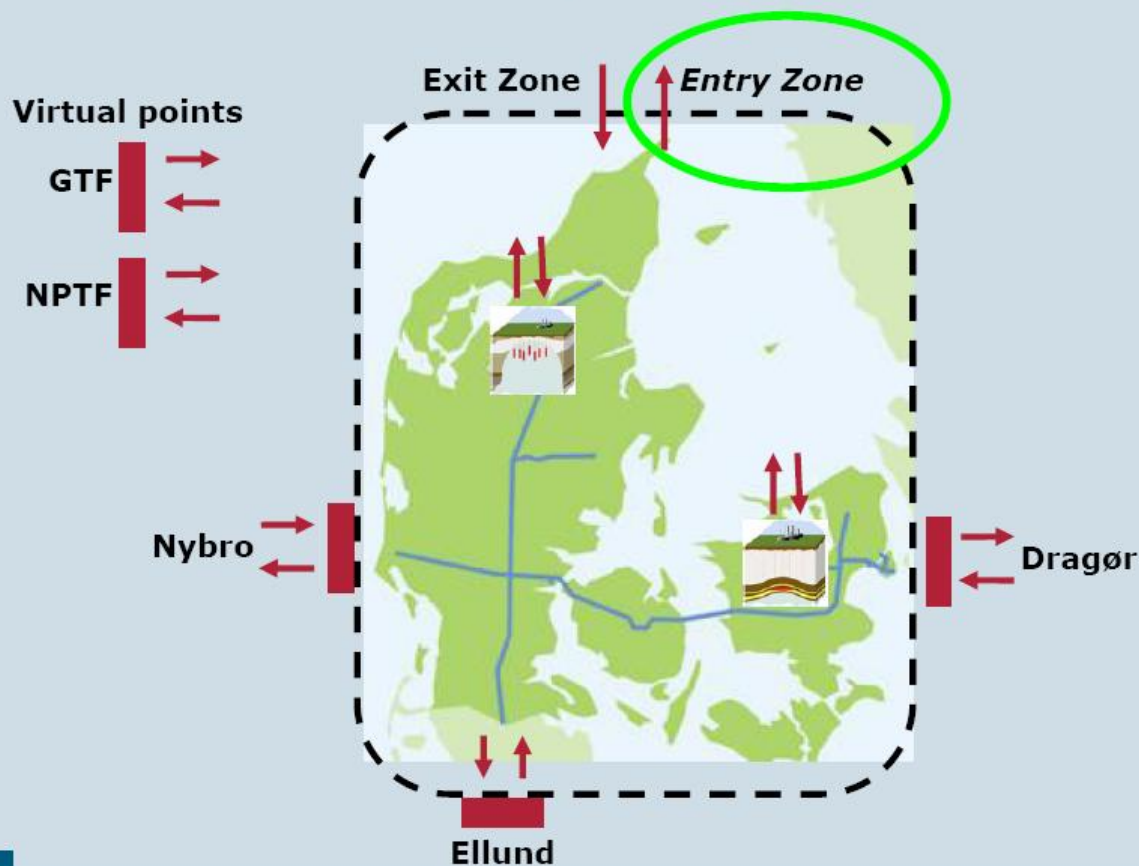 Exit Zone
Entry Zone
Virtual points
GTF
NPTF
Nybro
Dragør
Ellund